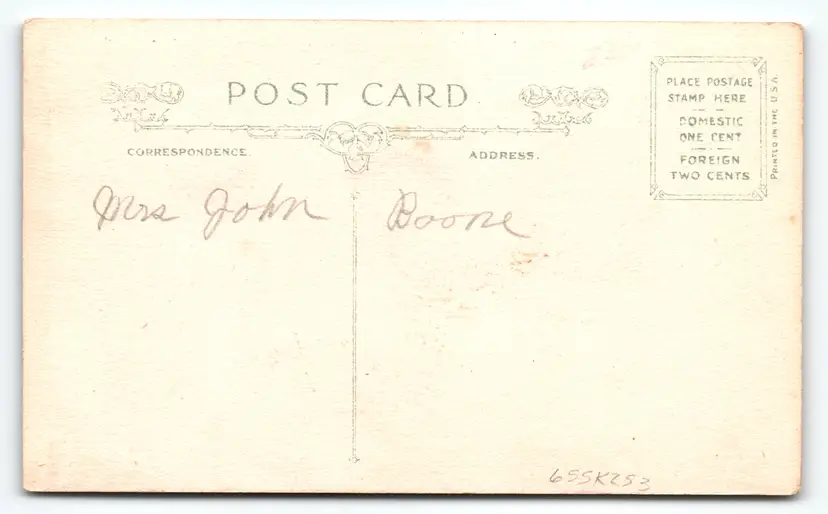 POST CARD
CORRESPONDENCE.
ADDRESS.
PLACE POSTAGE
STAMP HERE
DOMESTIC
ONE CENT
FOREIGN
TWO CENTS
PRINTED IN THE U.S.A.
Mrs John Boone
655K253